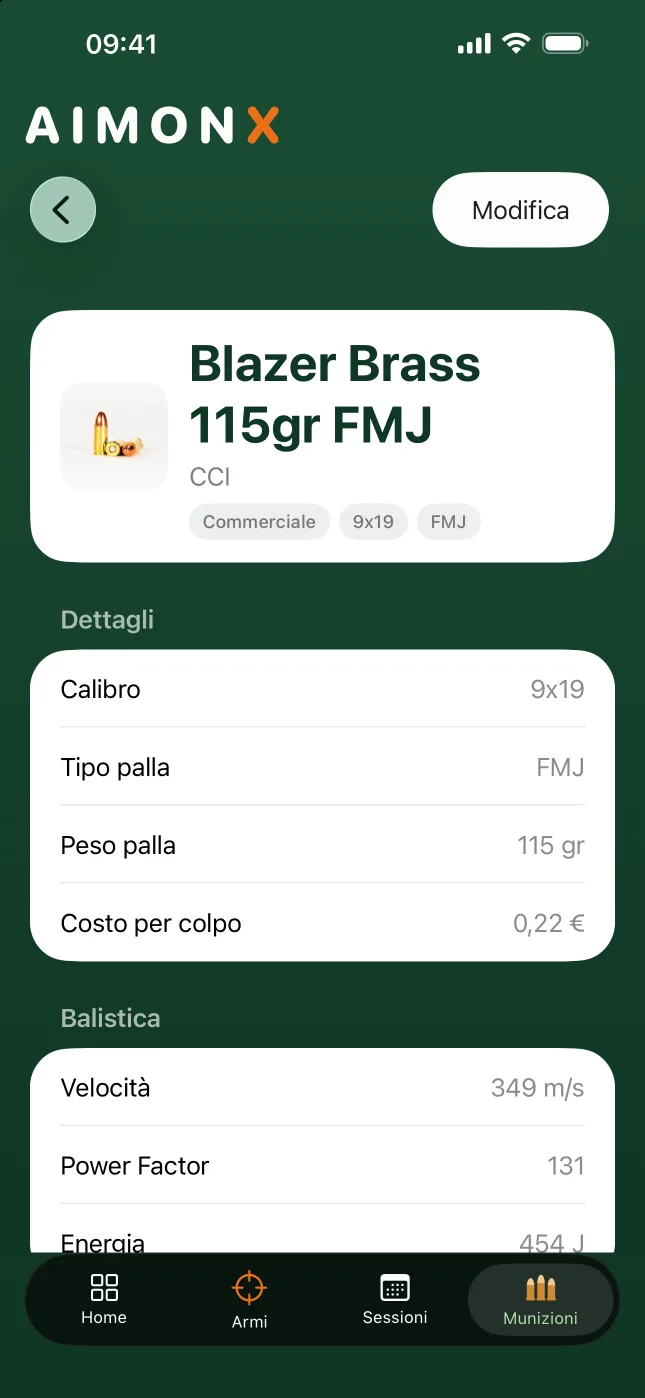 09:41
AIMONX
Modifica
Blazer Brass
115gr FMJ
CCI
Commerciale 9x19 FMJ
Dettagli
Calibro 9x19
Tipo palla FMJ
Peso palla 115 gr
Costo per colpo 0,22 €
Balistica
Velocità 349 m/s
Power Factor 131
Energia 454 J
Home Armi Sessioni Munizioni